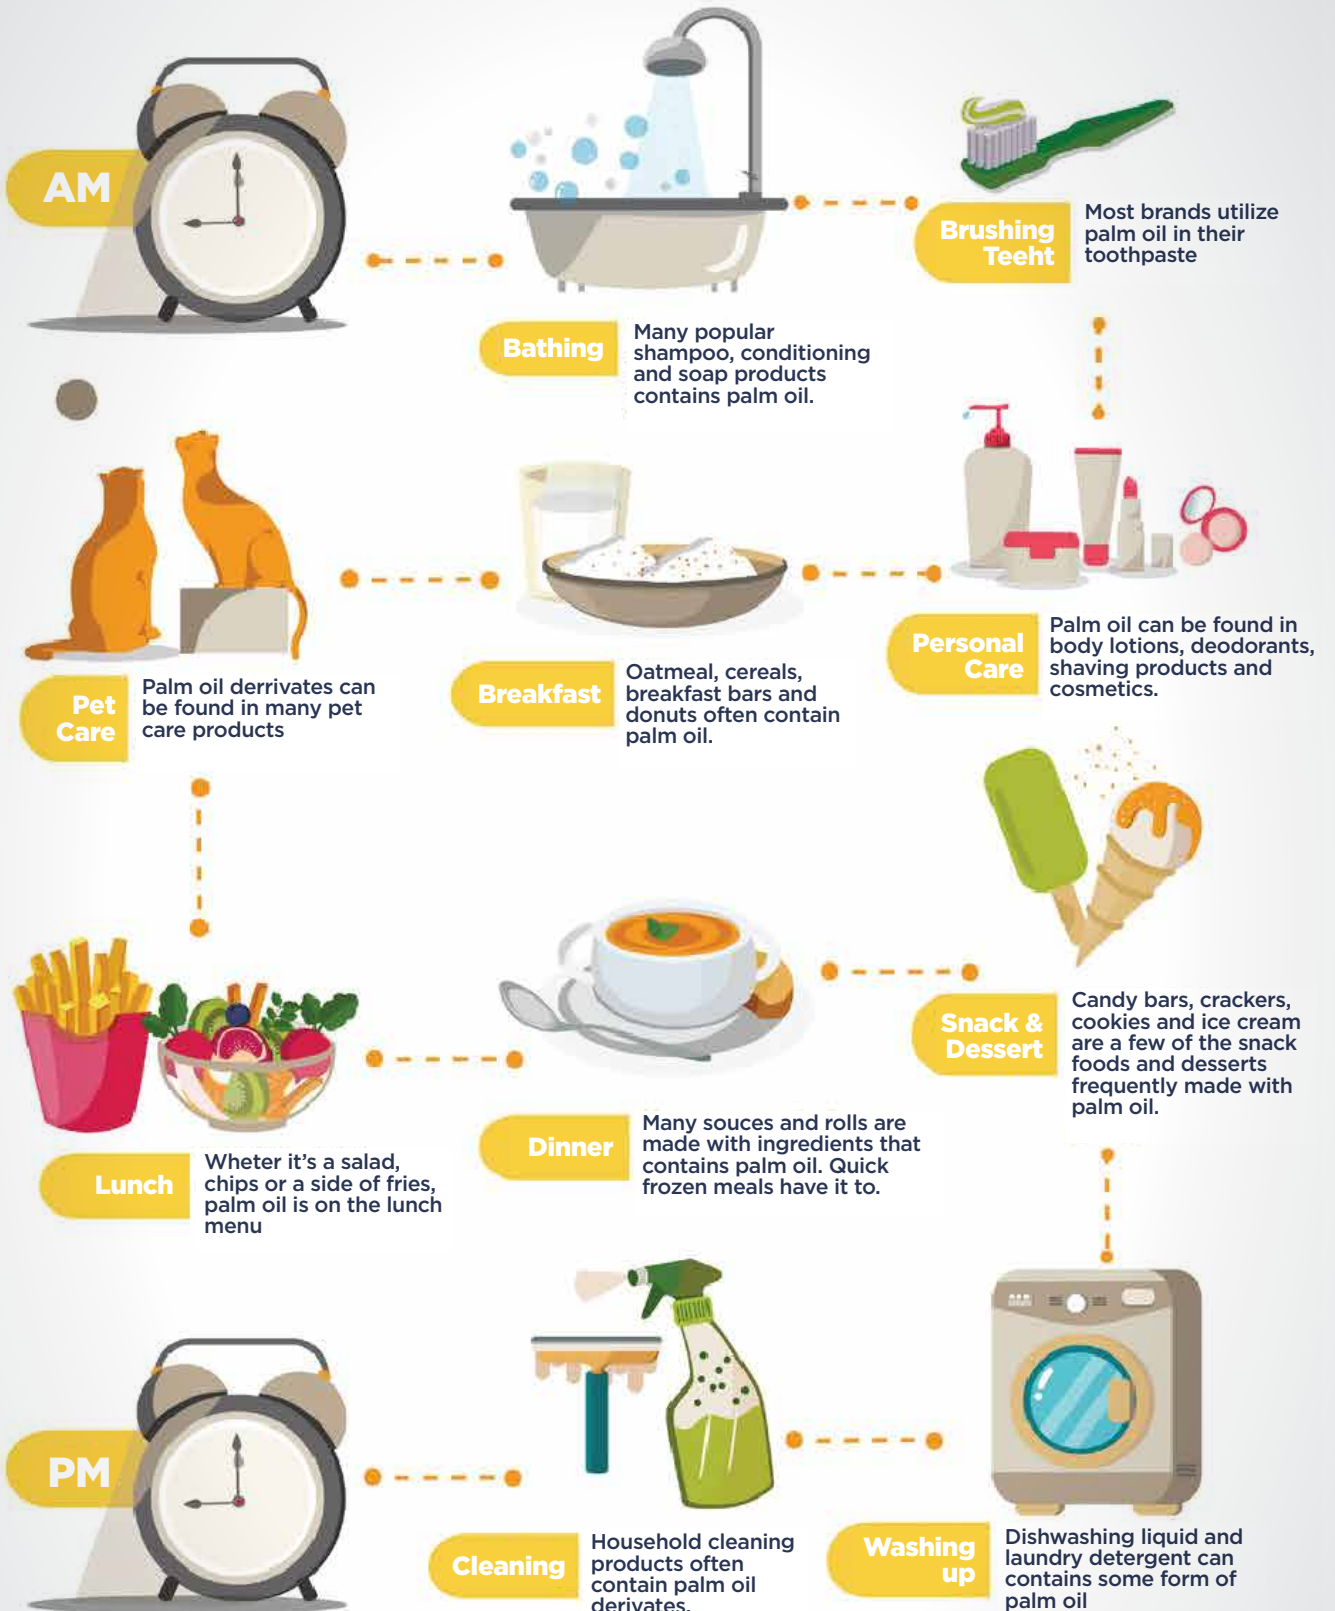 AM
Bathing
Many popular
shampoo, conditioning
and soap products
contains palm oil.
Brushing
Teeht
Most brands utilize
palm oil in their
toothpaste
Personal
Care
Palm oil can be found in
body lotions, deodorants,
shaving products and
cosmetics.
Breakfast
Oatmeal, cereals,
breakfast bars and
donuts often contain
palm oil.
Pet
Care
Palm oil derrivates can
be found in many pet
care products
Lunch
Wheter it's a salad,
chips or a side of fries,
palm oil is on the lunch
menu
Dinner
Many souces and rolls are
made with ingredients that
contains palm oil. Quick
frozen meals have it to.
Snack &
Dessert
Candy bars, crackers,
cookies and ice cream
are a few of the snack
foods and desserts
frequently made with
palm oil.
Washing
up
Dishwashing liquid and
laundry detergent can
contains some form of
palm oil
Cleaning
Household cleaning
products often
contain palm oil
derivates.
PM